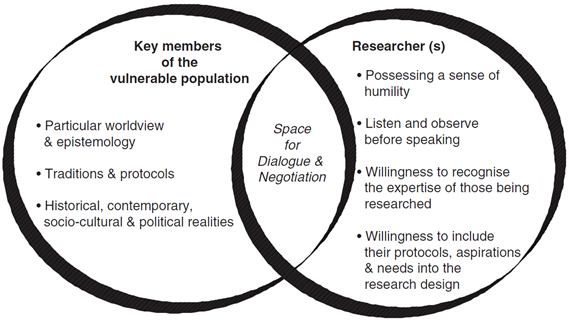 Key members
of the
vulnerable population
• Particular worldview
& epistemology
• Traditions & protocols
• Historical, contemporary,
socio-cultural & political realities
Space
for
Dialogue &
Negotiation
Researcher (s)
• Possessing a sense of
humility
• Listen and observe
before speaking
• Willingness to recognise
the expertise of those being
researched
• Willingness to include
their protocols, aspirations
& needs into the
research design